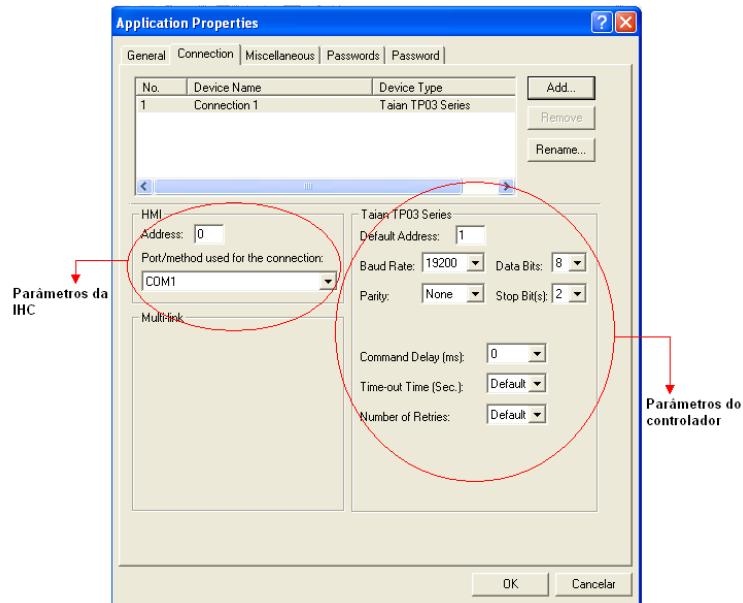 Application Properties
General Connection Miscellaneous Passwords Password
No. Device Name Device Type
1 Connection 1 Taian TP03 Series
Add...
Remove
Rename...
HMI
Address: 0
Port/method used for the connection:
COM1
Multi-link
Taian TP03 Series
Default Address: 1
Baud Rate: 19200 Data Bits: 8
Parity: None Stop Bit(s): 2
Command Delay (ms): 0
Time-out Time (Sec.): Default
Number of Retries: Default
Parâmetros da
IHC
Parâmetros do
controlador
OK Cancelar